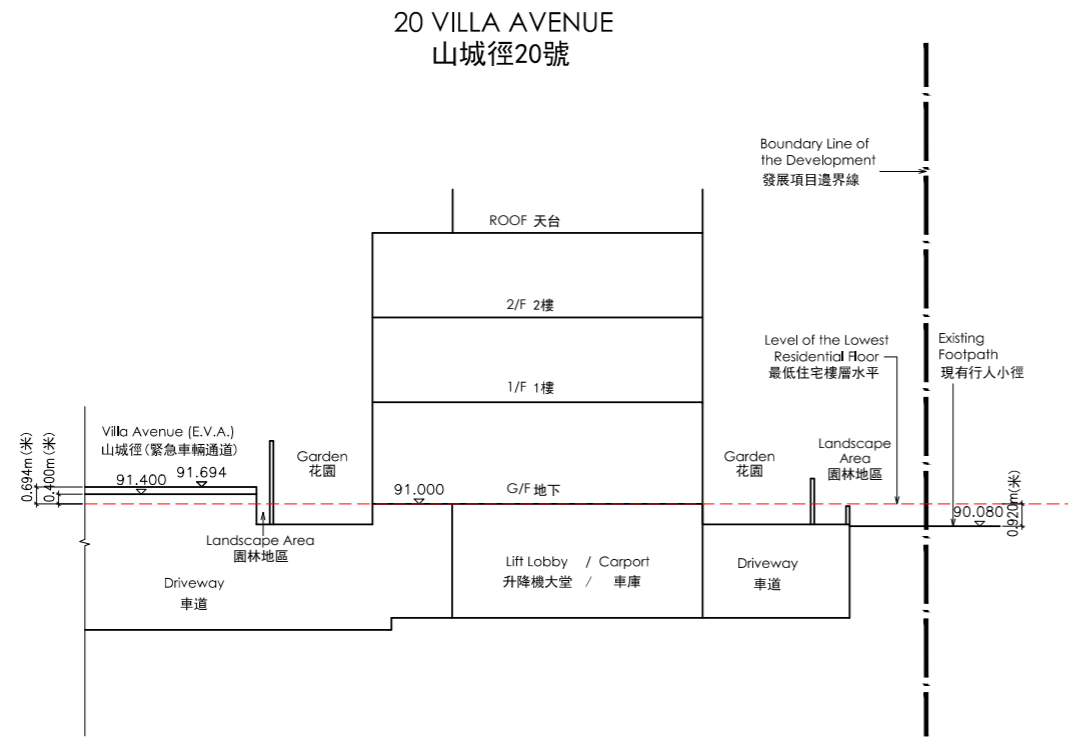 20 VILLA AVENUE
山城徑20號
Boundary Line of
the Development
發展項目邊界線
ROOF 天台
2/F 2樓
Level of the Lowest
Residential Floor
最低住宅樓層水平
Existing
Footpath
現有行人小徑
1/F 1樓
Villa Avenue (E.V.A.)
山城徑(緊急車輛通道)
0.694m(米)
0.400m(米)
91.400
91.694
Garden
花園
91.000
G/F 地下
Garden
花園
Landscape
Area
園林地區
90.080
0.920m(米)
Landscape Area
園林地區
Driveway
車道
Lift Lobby / Carport
升降機大堂 / 車庫
Driveway
車道